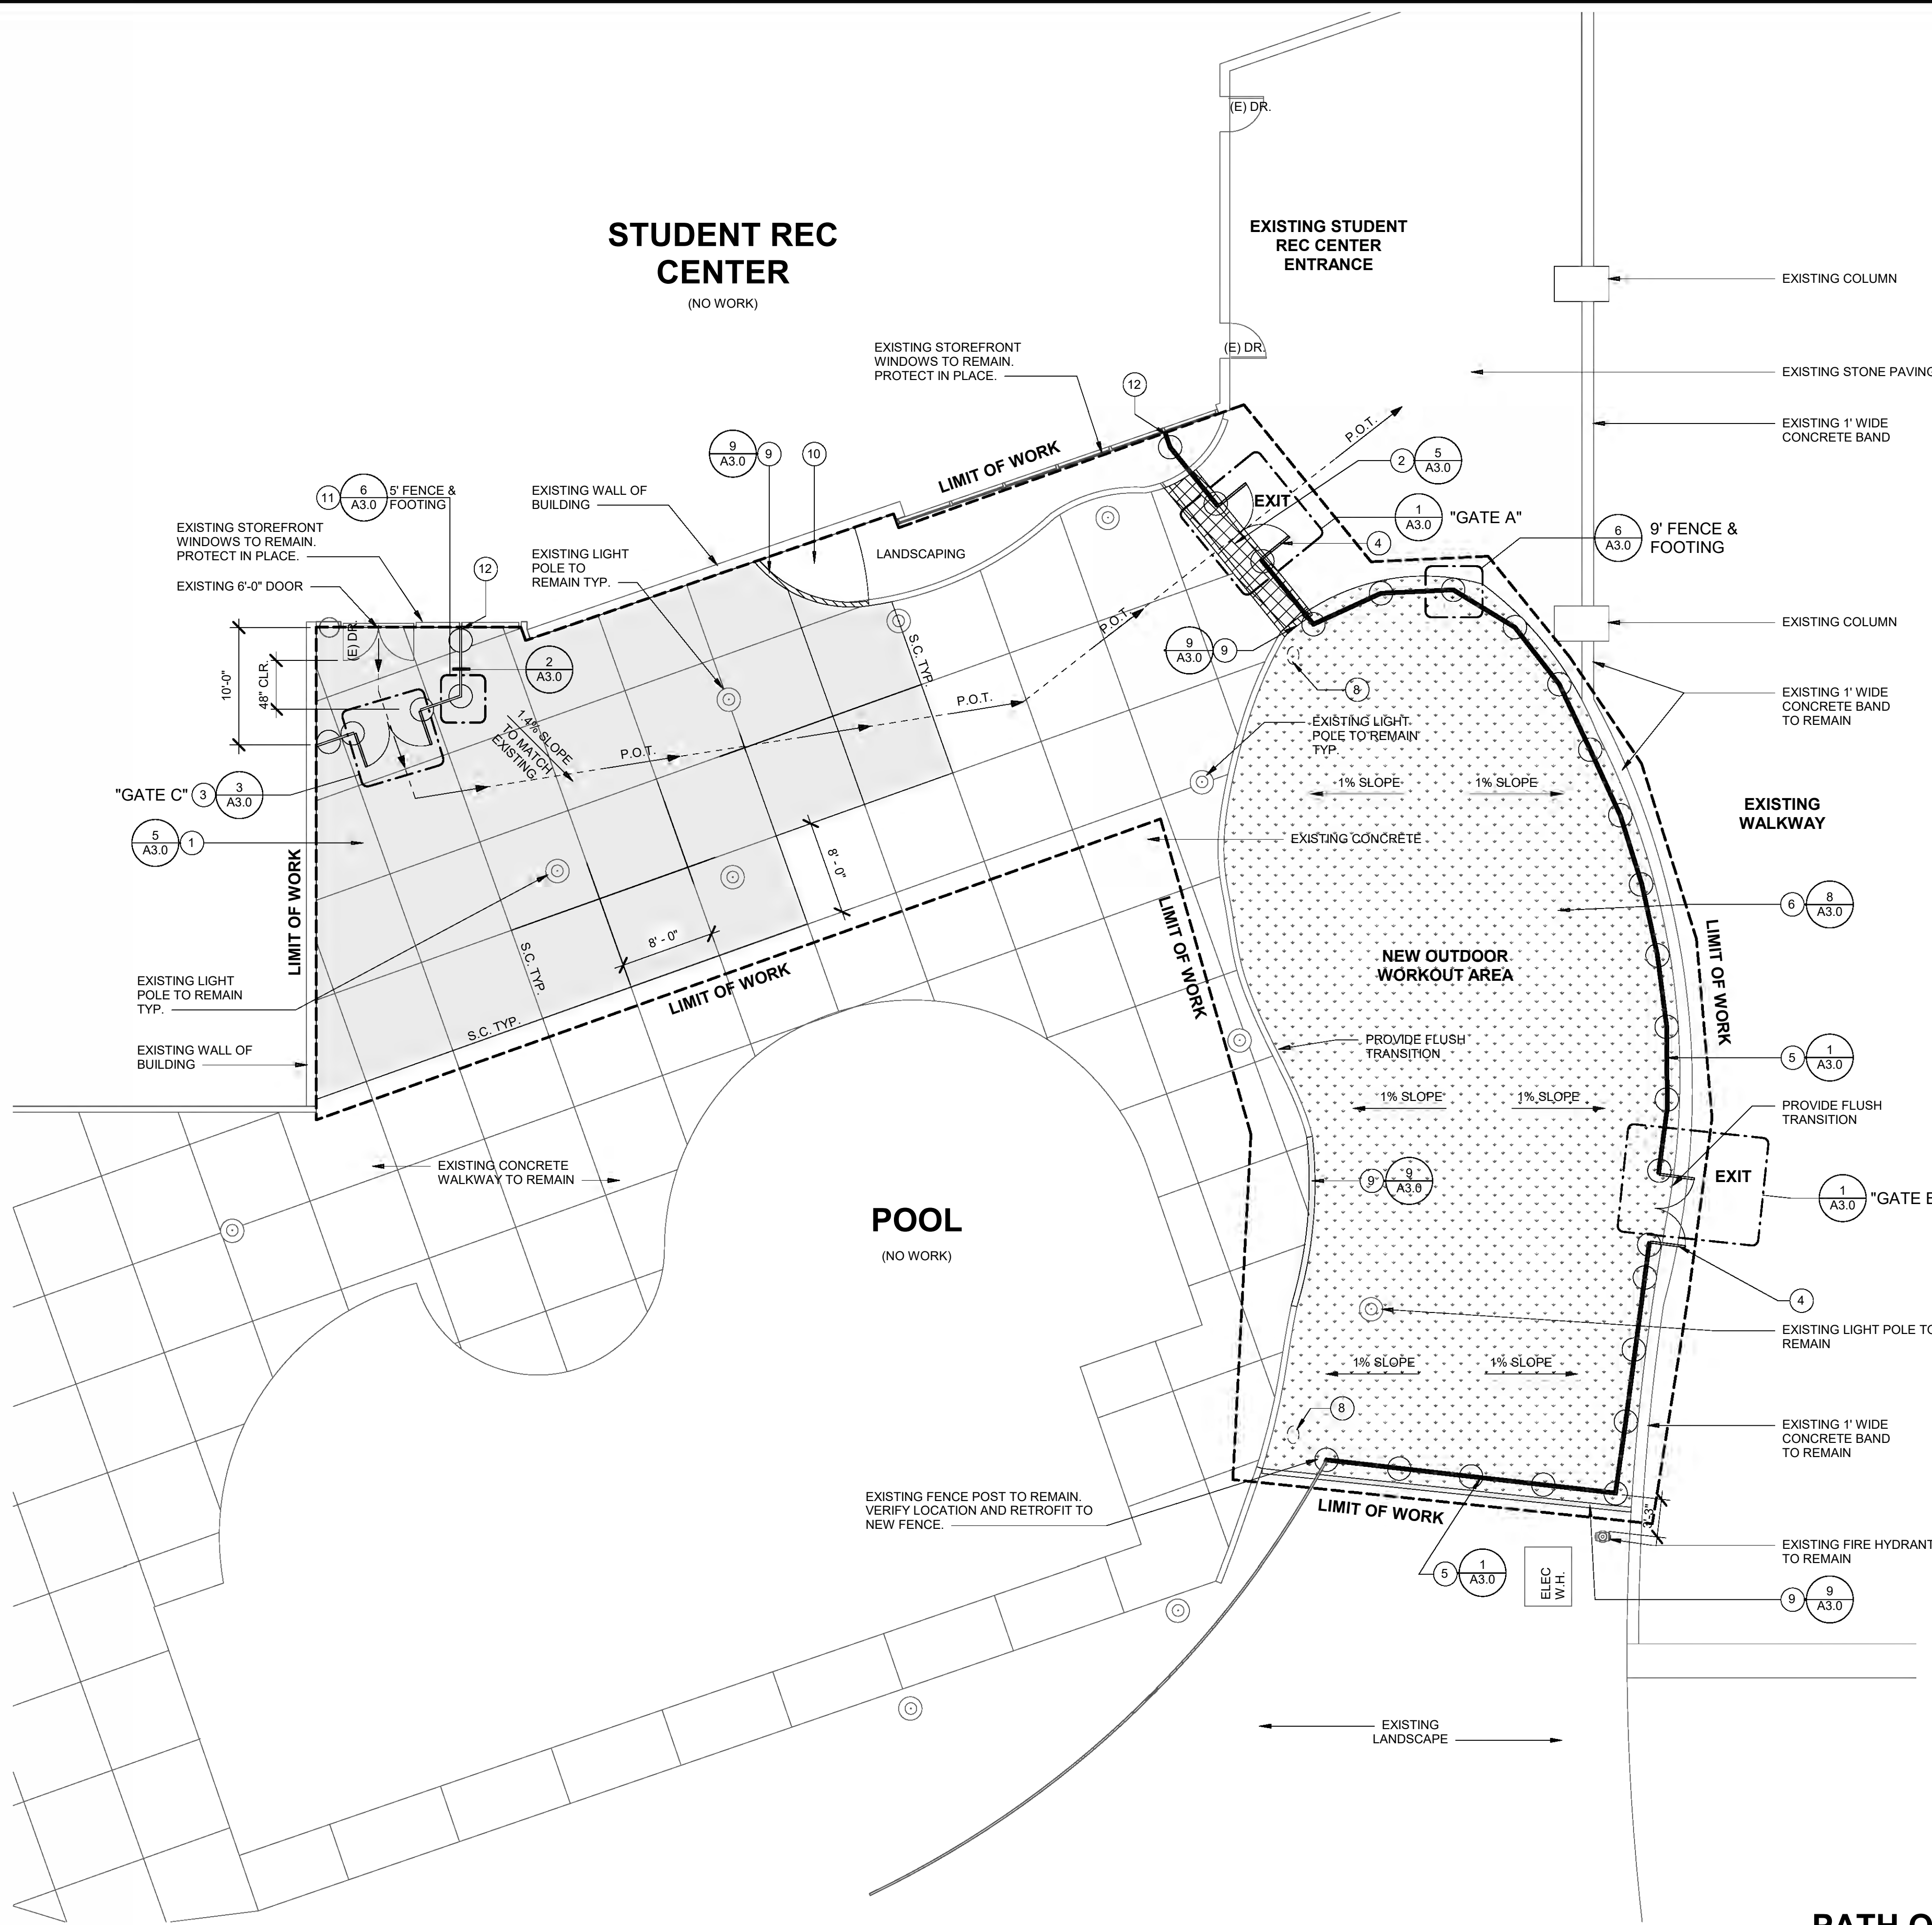 (E) DR.
STUDENT REC
CENTER
(NO WORK)
EXISTING STUDENT
REC CENTER
ENTRANCE
EXISTING COLUMN
EXISTING STOREFRONT
WINDOWS TO REMAIN.
PROTECT IN PLACE.
(E) DR.
EXISTING STONE PAVING
12
EXISTING 1' WIDE
CONCRETE BAND
P.O.T.
9
A3.0
9
10
LIMIT OF WORK
2
5
A3.0
11
6
A3.0
5' FENCE &
FOOTING
EXISTING WALL OF
BUILDING
EXIT
1
A3.0
"GATE A"
6
A3.0
9' FENCE &
FOOTING
EXISTING STOREFRONT
WINDOWS TO REMAIN.
PROTECT IN PLACE.
EXISTING LIGHT
POLE TO
REMAIN TYP.
LANDSCAPING
4
12
EXISTING 6'-0" DOOR
(E) DR.
EXISTING COLUMN
P.O.T.
S.C. TYP.
9
A3.0
9
2
A3.0
10'-0"
48" CLR.
8
EXISTING 1' WIDE
CONCRETE BAND
TO REMAIN
P.O.T.
1.4% SLOPE
TO MATCH
EXISTING
P.O.T.
EXISTING LIGHT
POLE TO REMAIN
TYP.
1% SLOPE
1% SLOPE
"GATE C"
3
3
A3.0
EXISTING
WALKWAY
5
A3.0
1
EXISTING CONCRETE
8' - 0"
LIMIT OF WORK
6
8
A3.0
8' - 0"
LIMIT OF WORK
LIMIT OF WORK
NEW OUTDOOR
WORKOUT AREA
S.C. TYP.
EXISTING LIGHT
POLE TO REMAIN
TYP.
LIMIT OF WORK
S.C. TYP.
PROVIDE FLUSH
TRANSITION
EXISTING WALL OF
BUILDING
5
1
A3.0
1% SLOPE
1% SLOPE
PROVIDE FLUSH
TRANSITION
EXISTING CONCRETE
WALKWAY TO REMAIN
9
9
A3.0
EXIT
1
A3.0
"GATE
POOL
(NO WORK)
4
EXISTING LIGHT POLE TO
REMAIN
1% SLOPE
1% SLOPE
8
EXISTING 1' WIDE
CONCRETE BAND
TO REMAIN
EXISTING FENCE POST TO REMAIN.
VERIFY LOCATION AND RETROFIT TO
NEW FENCE.
LIMIT OF WORK
3'-3"
EXISTING FIRE HYDRANT
TO REMAIN
5
1
A3.0
ELEC
W.H.
9
9
A3.0
EXISTING
LANDSCAPE